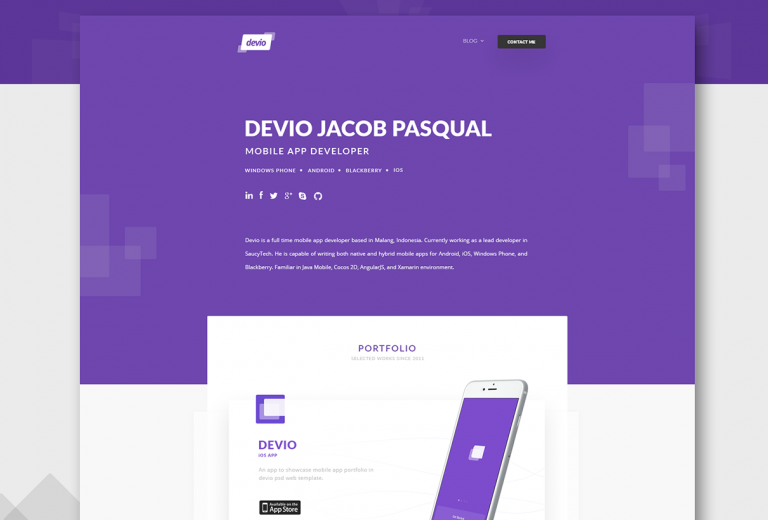 devio
BLOG
CONTACT ME
DEVIO JACOB PASQUAL
MOBILE APP DEVELOPER
WINDOWS PHONE • ANDROID • BLACKBERRY • IOS
Devio is a full time mobile app developer based in Malang, Indonesia. Currently working as a lead developer in
SaucyTech. He is capable of writing both native and hybrid mobile apps for Android, iOS, Windows Phone, and
Blackberry. Familiar in Java Mobile, Cocos 2D, AngularJS, and Xamarin environment.
PORTFOLIO
SELECTED WORKS SINCE
DEVIO
iOS APP
An app to showcase mobile app portfolio in
devio psd web template.
Available on the
App Store